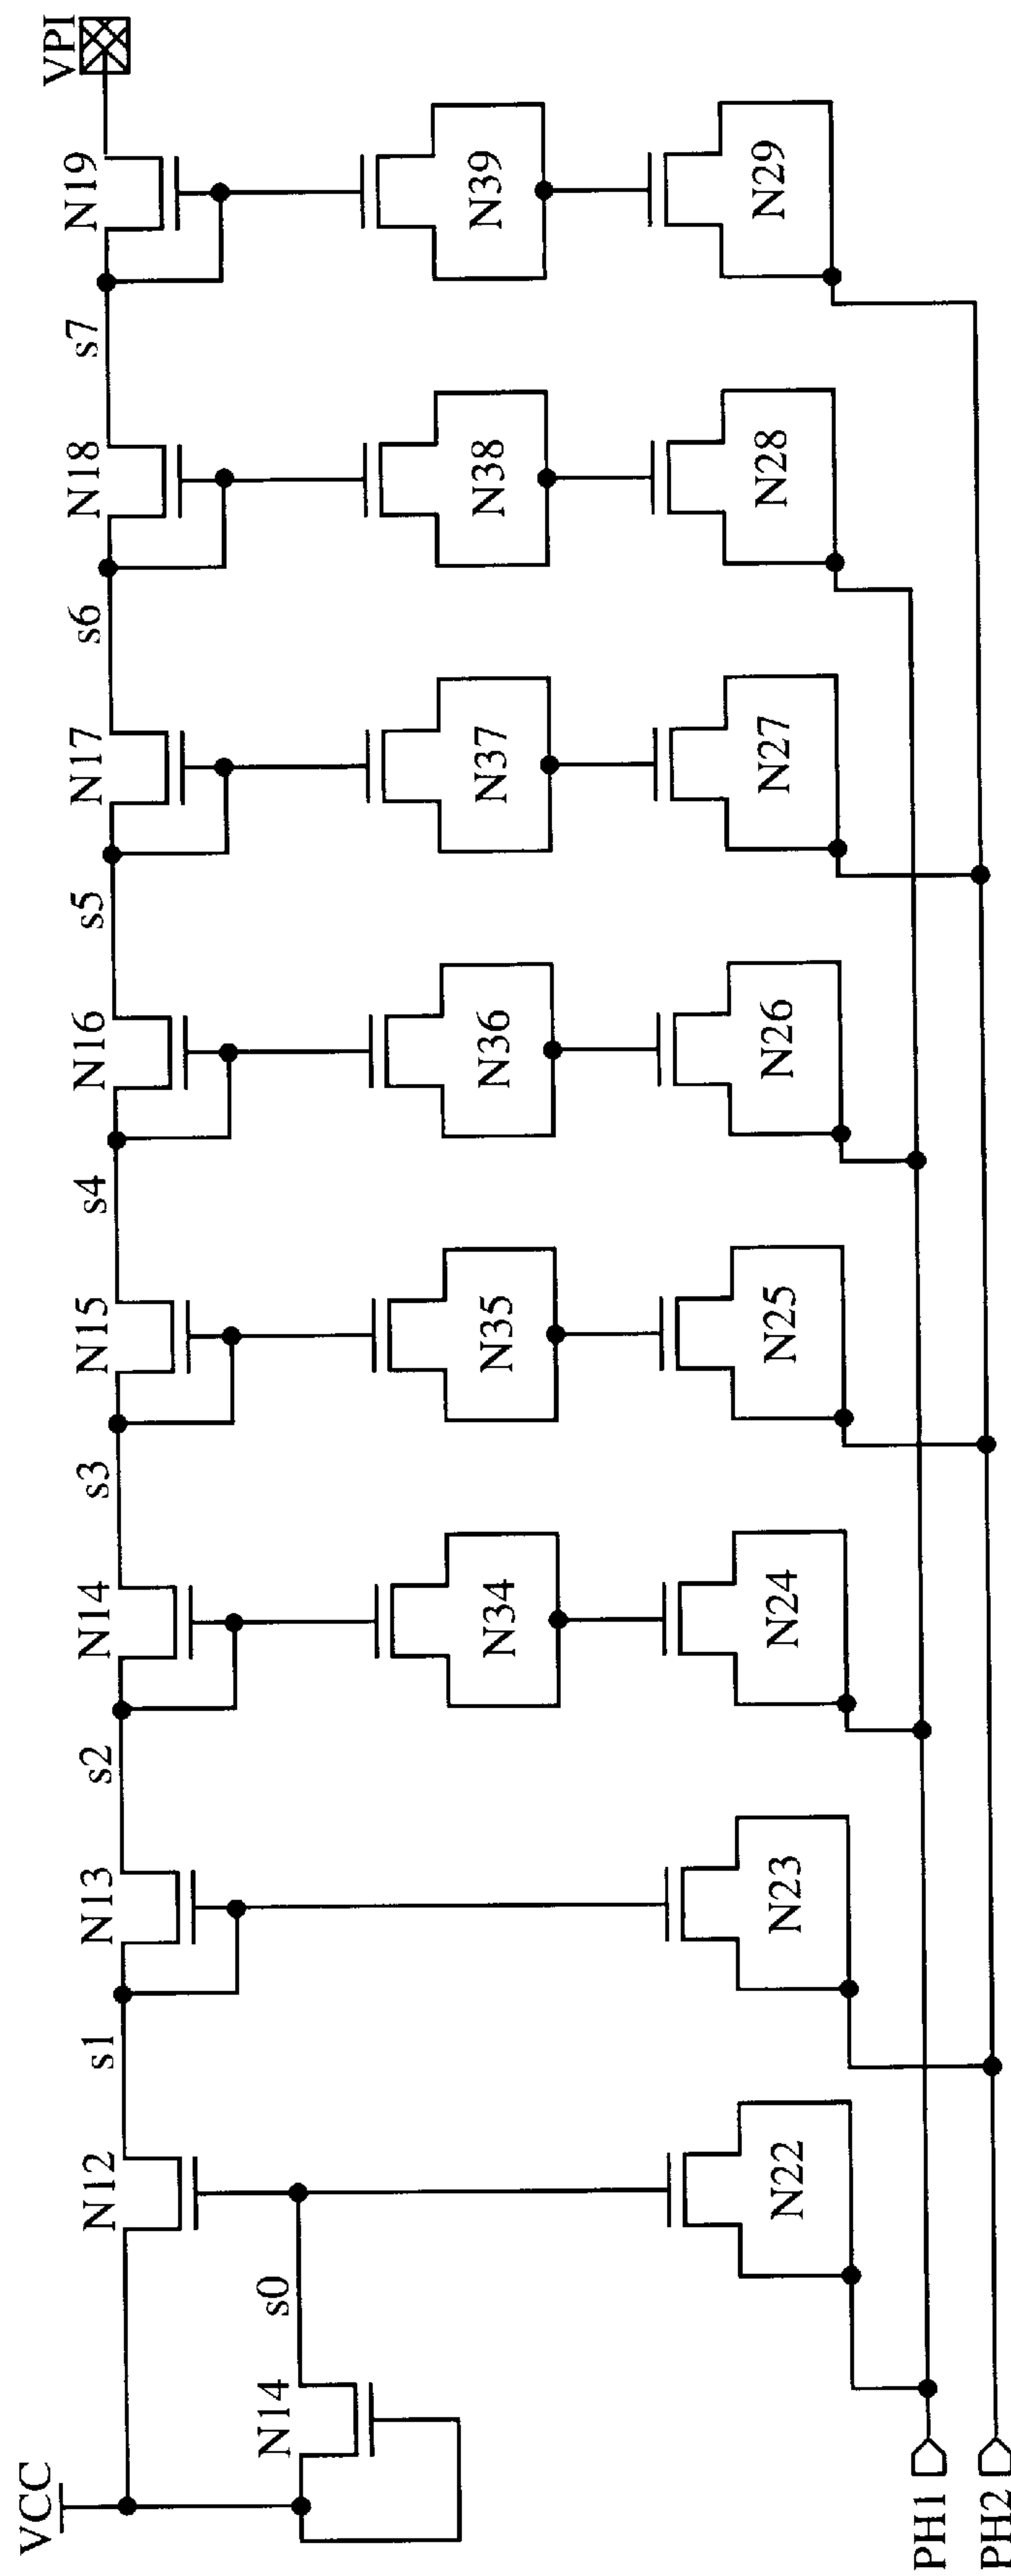 VCC
N12
s1
N13
s2
N14
s3
N15
s4
N16
s5
N17
s6
N18
s7
N19
VPI
N14
s0
N34
N35
N36
N37
N38
N39
N22
N23
N24
N25
N26
N27
N28
N29
PH1
PH2